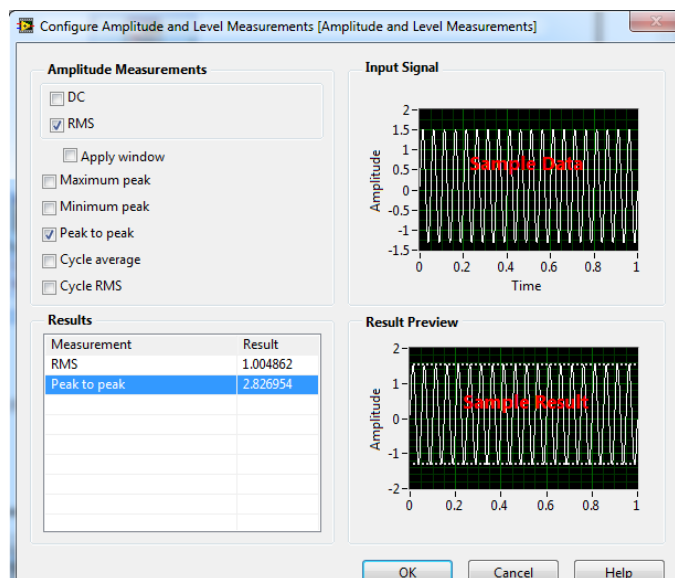 Configure Amplitude and Level Measurements [Amplitude and Level Measurements]
Amplitude Measurements
DC
RMS
Apply window
Maximum peak
Minimum peak
Peak to peak
Cycle average
Cycle RMS
Input Signal
2
1.5
1
0.5
0
-0.5
-1
-1.5
Amplitude
Sample Data
0 0.2 0.4 0.6 0.8 1
Time
Results
Measurement Result
RMS 1.004862
Peak to peak 2.826954
Result Preview
2
1
0
-1
-2
Amplitude
Sample Result
0 0.2 0.4 0.6 0.8 1
Time
OK Cancel Help